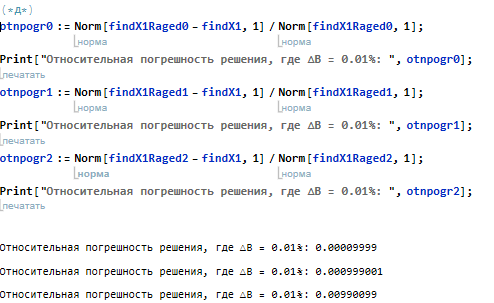 (*д*)
otnpogr0 := Norm[findX1Raged0 - findX1, 1] / Norm[findX1Raged0, 1];
норма норма
Print["Относительная погрешность решения, где ΔB = 0.01%: ", otnpogr0];
печатать
otnpogr1 := Norm[findX1Raged1 - findX1, 1] / Norm[findX1Raged1, 1];
норма норма
Print["Относительная погрешность решения, где ΔB = 0.01%: ", otnpogr1];
печатать
otnpogr2 := Norm[findX1Raged2 - findX1, 1] / Norm[findX1Raged2, 1];
норма норма
Print["Относительная погрешность решения, где ΔB = 0.01%: ", otnpogr2];
печатать
Относительная погрешность решения, где ΔB = 0.01%: 0.00009999
Относительная погрешность решения, где ΔB = 0.01%: 0.000999001
Относительная погрешность решения, где ΔB = 0.01%: 0.00990099